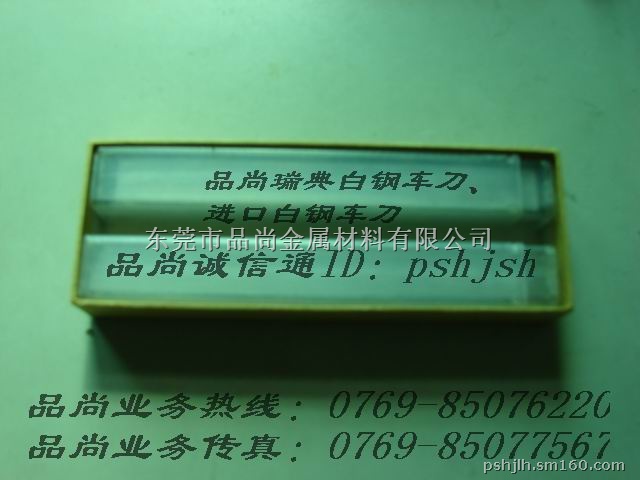 品尚瑞典白钢车刀、
进口白钢车刀
东莞市品尚金属材料有限公司
品尚诚信通ID：pshjsh
品尚业务热线：0769-85076220
品尚业务传真：0769-85077567
pshjlh.sm160.com